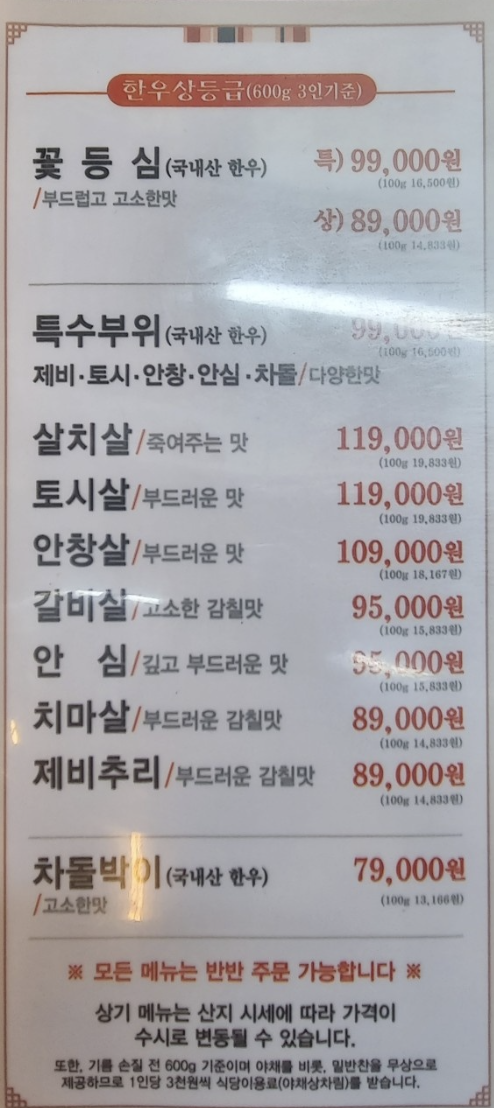 한우상등급(600g 3인기준)
꽃 등 심(국내산 한우) 특) 99,000원
(100g 16,500원)
/부드럽고 고소한맛
상) 89,000원
(100g 14,833원)
특수부위(국내산 한우) 99,000원
(100g 16,500원)
제비·토시·안창·안심·차돌/다양한맛
살치살/죽여주는 맛 119,000원
(100g 19,833원)
토시살/부드러운 맛 119,000원
(100g 19,833원)
안창살/부드러운 맛 109,000원
(100g 18,167원)
갈비살/고소한 감칠맛 95,000원
(100g 15,833원)
안 심/깊고 부드러운 맛 95,000원
(100g 15,833원)
치마살/부드러운 감칠맛 89,000원
(100g 14,833원)
제비추리/부드러운 감칠맛 89,000원
(100g 14,833원)
차돌박이(국내산 한우) 79,000원
(100g 13,166원)
/고소한맛
※ 모든 메뉴는 반반 주문 가능합니다 ※
상기 메뉴는 산지 시세에 따라 가격이
수시로 변동될 수 있습니다.
또한, 기름 손질 전 600g 기준이며 야채를 비롯, 밑반찬을 무상으로
제공하므로 1인당 3천원씩 식당이용료(야채상차림)를 받습니다.